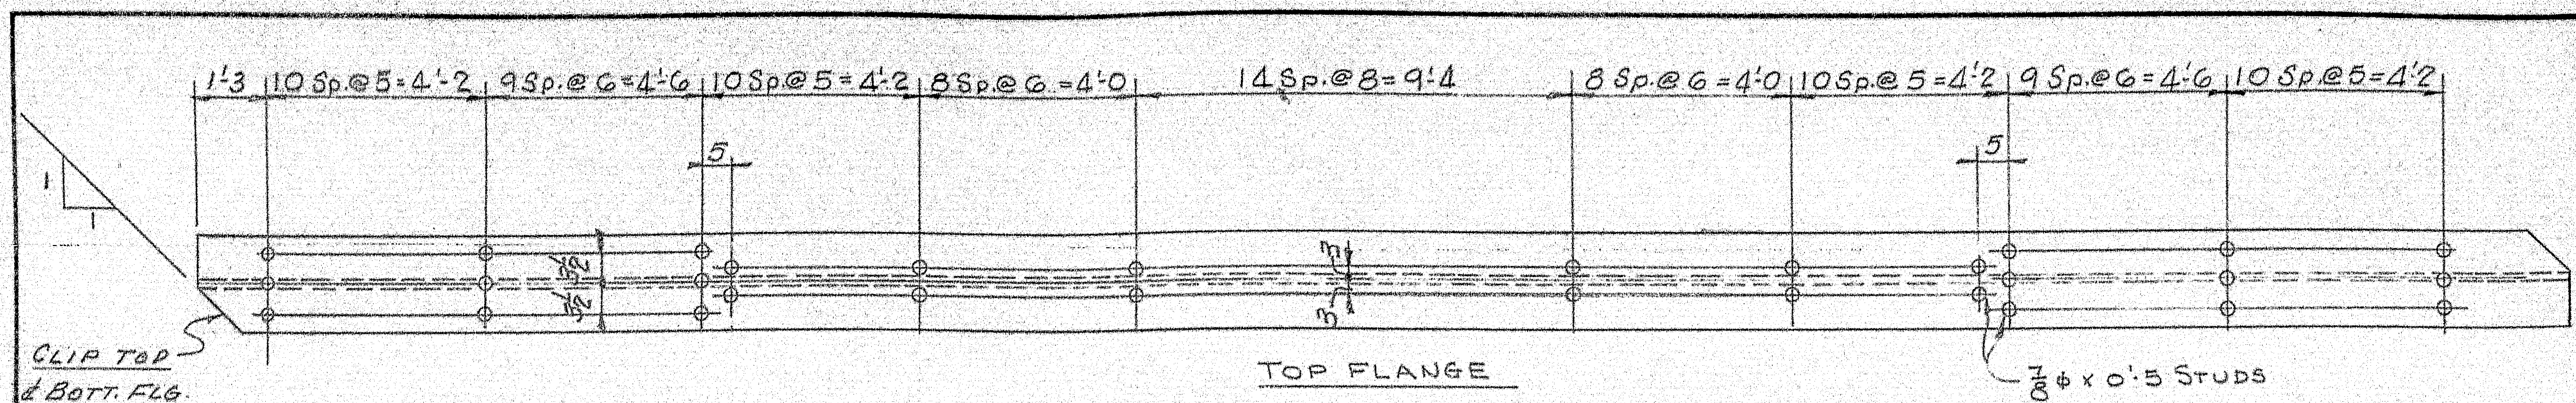 1'-3 10 Sp.@5=4'-2 9 Sp.@6=4'-6 10 Sp.@5=4'-2 8 Sp.@6=4'-0 14 Sp.@8=9'-4 8 Sp.@6=4'-0 10 Sp.@5=4'-2 9 Sp.@6=4'-6 10 Sp.@5=4'-2
5 5
1
1
3½ 3
3½ 3
CLIP TOP
& BOTT. FLG.
TOP FLANGE
⅞ϕ x 0'-5 STUDS